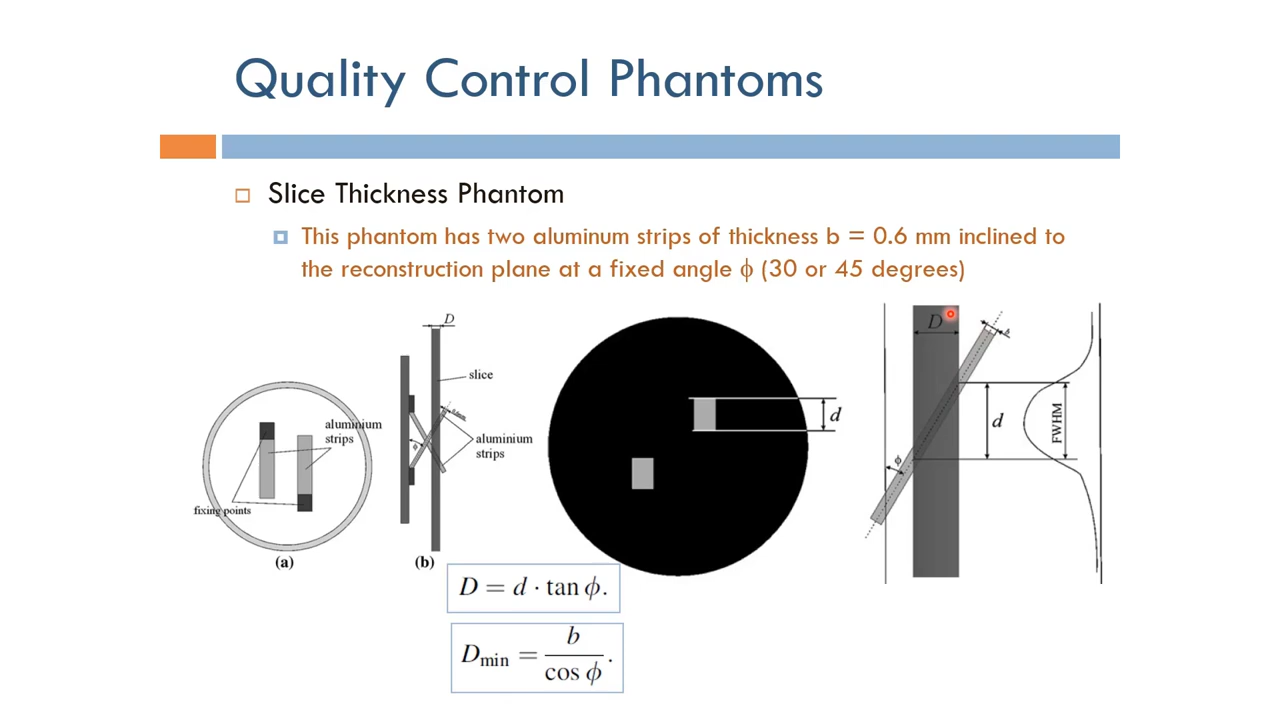 Quality Control Phantoms
Slice Thickness Phantom
This phantom has two aluminum strips of thickness b = 0.6 mm inclined to
the reconstruction plane at a fixed angle ϕ (30 or 45 degrees)
aluminium
strips
fixing points
(a)
D
slice
ϕ
aluminium
strips
(b)
d
D
ϕ
d
FWHM
D = d · tan ϕ.
D min = b / cos ϕ .